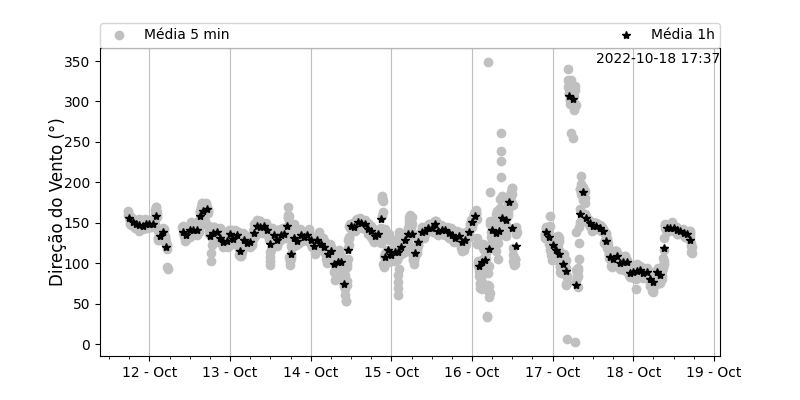 Média 5 min
Média 1h
2022-10-18 17:37
Direção do Vento (°)
350
300
250
200
150
100
50
0
12 - Oct
13 - Oct
14 - Oct
15 - Oct
16 - Oct
17 - Oct
18 - Oct
19 - Oct